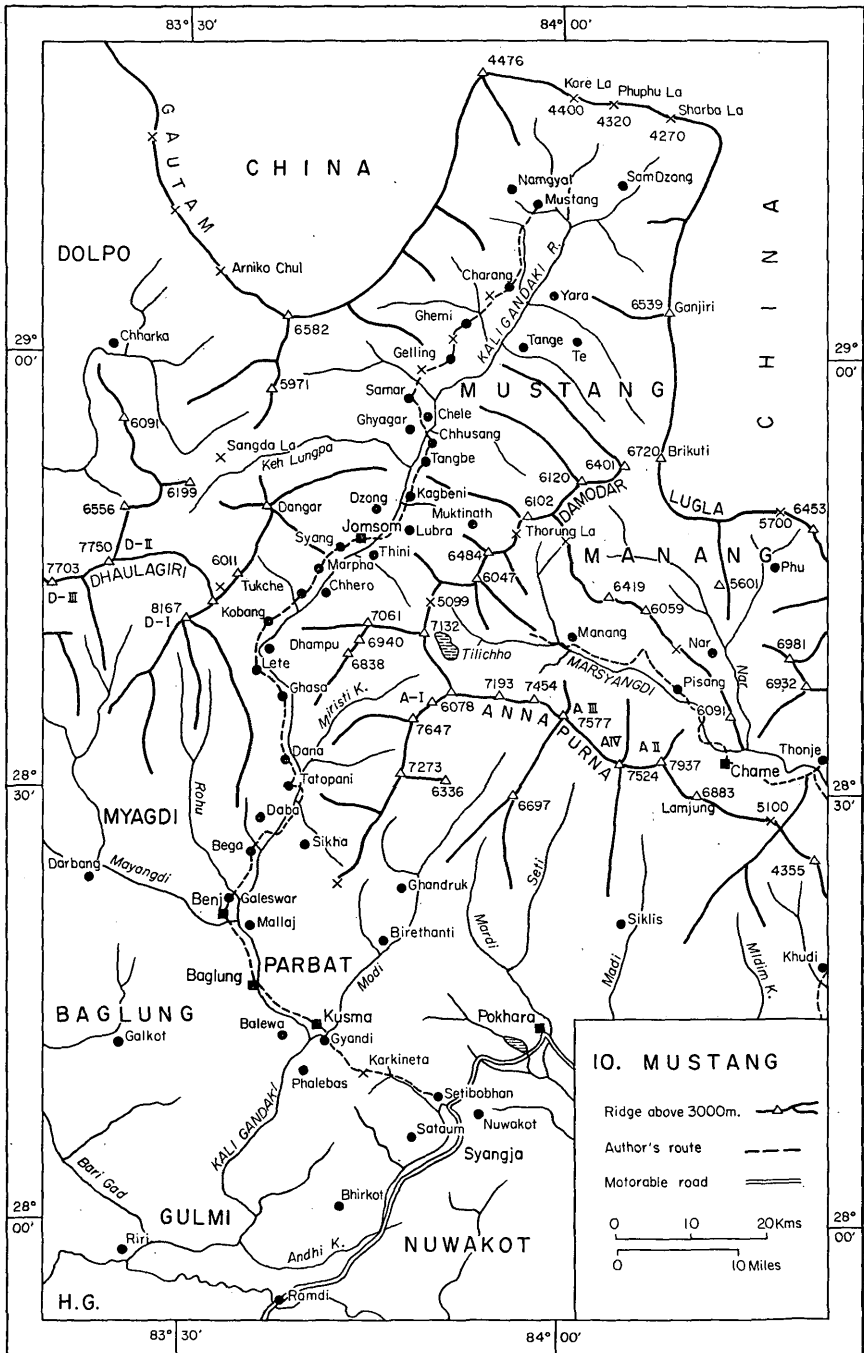 83° 30'
84° 00'
4476
Kore La
4400
Phuphu La
4320
Sharba La
4270
GAUTAM
CHINA
Namgyal
SamDzong
Mustang
CHINA
DOLPO
Arniko Chul
Charang
KALIGANDAKI R.
Yara
6539
Ganjiri
Ghemi
6582
29° 00'
Chharka
Gelling
Tange
Te
29° 00'
5971
Samar
MUSTANG
6091
Ghyagar
Chele
Chhusang
Sangda La
Keh Lungpa
Tangbe
6401
6720
Brikuti
6199
6120
Kagbeni
DAMODAR
6556
Dangar
Dzong
Muktinath
6102
LUGLA
6453
5700
Jomsom
Lubra
Thorung La
7750
D-II
Syang
6484
MANANG
Thini
Phu
7703
D-III
DHAULAGIRI
6011
Marpha
6047
5601
Tukche
Chhero
6419
5099
6059
8167
D-I
Kobang
7061
7132
Manang
6981
Dhampu
6940
Tilichho
Nar
6838
MARSYANGDI
Nar
Lete
Pisang
6932
Ghasa
Miristi K.
A-I
7193
7454
A III
6078
ANNAPURNA
7577
6091
7647
AIV
A II
Thonje
Dana
7273
7524
7937
Chame
Tatopani
6336
28° 30'
Rahu
6697
6883
28° 30'
MYAGDI
Daba
Lamjung
5100
Bega
Sikha
Darbang
Mayangdi
Seti
4355
Ghandruk
Benj
Galeswar
Mardi
Siklis
Mallaj
Birethanti
Madi
Mldim K.
Khudi
PARBAT
Modi
Baglung
BAGLUNG
Kusma
Pokhara
Balewa
Galkot
Gyandi
10. MUSTANG
Karkineta
Phalebas
Setibobhan
Ridge above 3000m.
KALI GANDAKI
Nuwakot
Sataum
Author's route
Syangja
Motorable road
Bari Gad
Bhirkot
28° 00'
GULMI
0 10 20 Kms
28° 00'
Riri
Andhi K.
NUWAKOT
0 10 Miles
H.G.
Ramdi
83° 30'
84° 00'